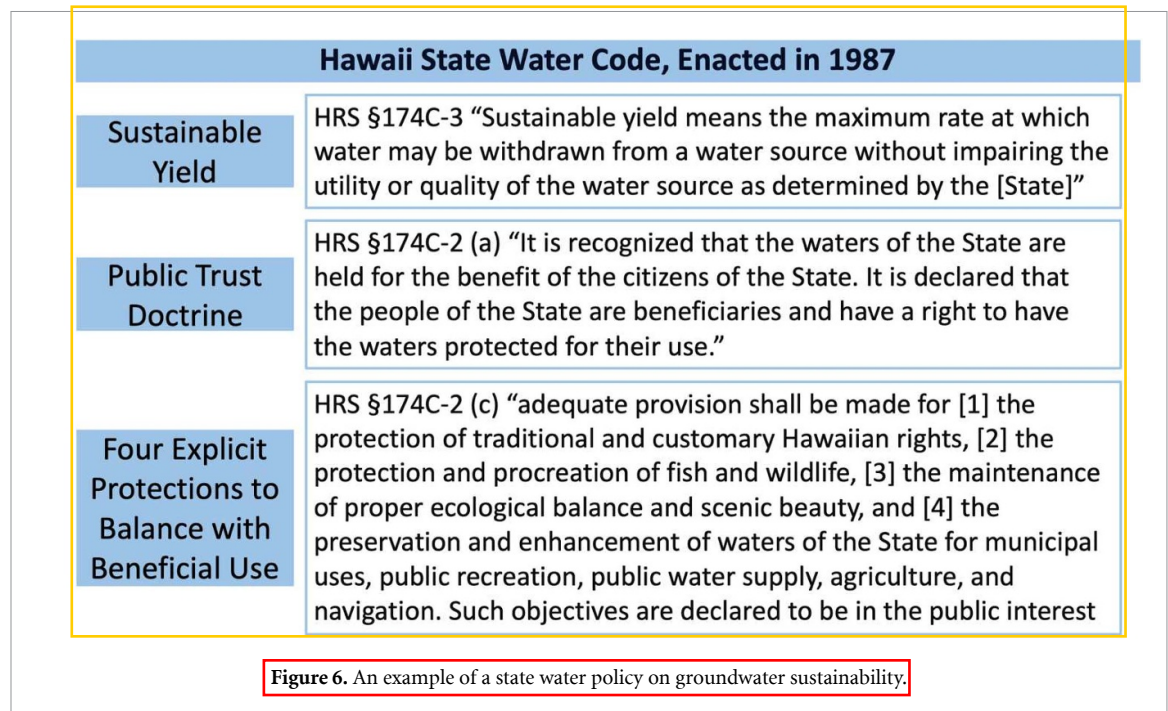 Hawaii State Water Code, Enacted in 1987
Sustainable
Yield
HRS §174C-3 “Sustainable yield means the maximum rate at which
water may be withdrawn from a water source without impairing the
utility or quality of the water source as determined by the [State]”
Public Trust
Doctrine
HRS §174C-2 (a) “It is recognized that the waters of the State are
held for the benefit of the citizens of the State. It is declared that
the people of the State are beneficiaries and have a right to have
the waters protected for their use.”
Four Explicit
Protections to
Balance with
Beneficial Use
HRS §174C-2 (c) “adequate provision shall be made for [1] the
protection of traditional and customary Hawaiian rights, [2] the
protection and procreation of fish and wildlife, [3] the maintenance
of proper ecological balance and scenic beauty, and [4] the
preservation and enhancement of waters of the State for municipal
uses, public recreation, public water supply, agriculture, and
navigation. Such objectives are declared to be in the public interest
Figure 6. An example of a state water policy on groundwater sustainability.